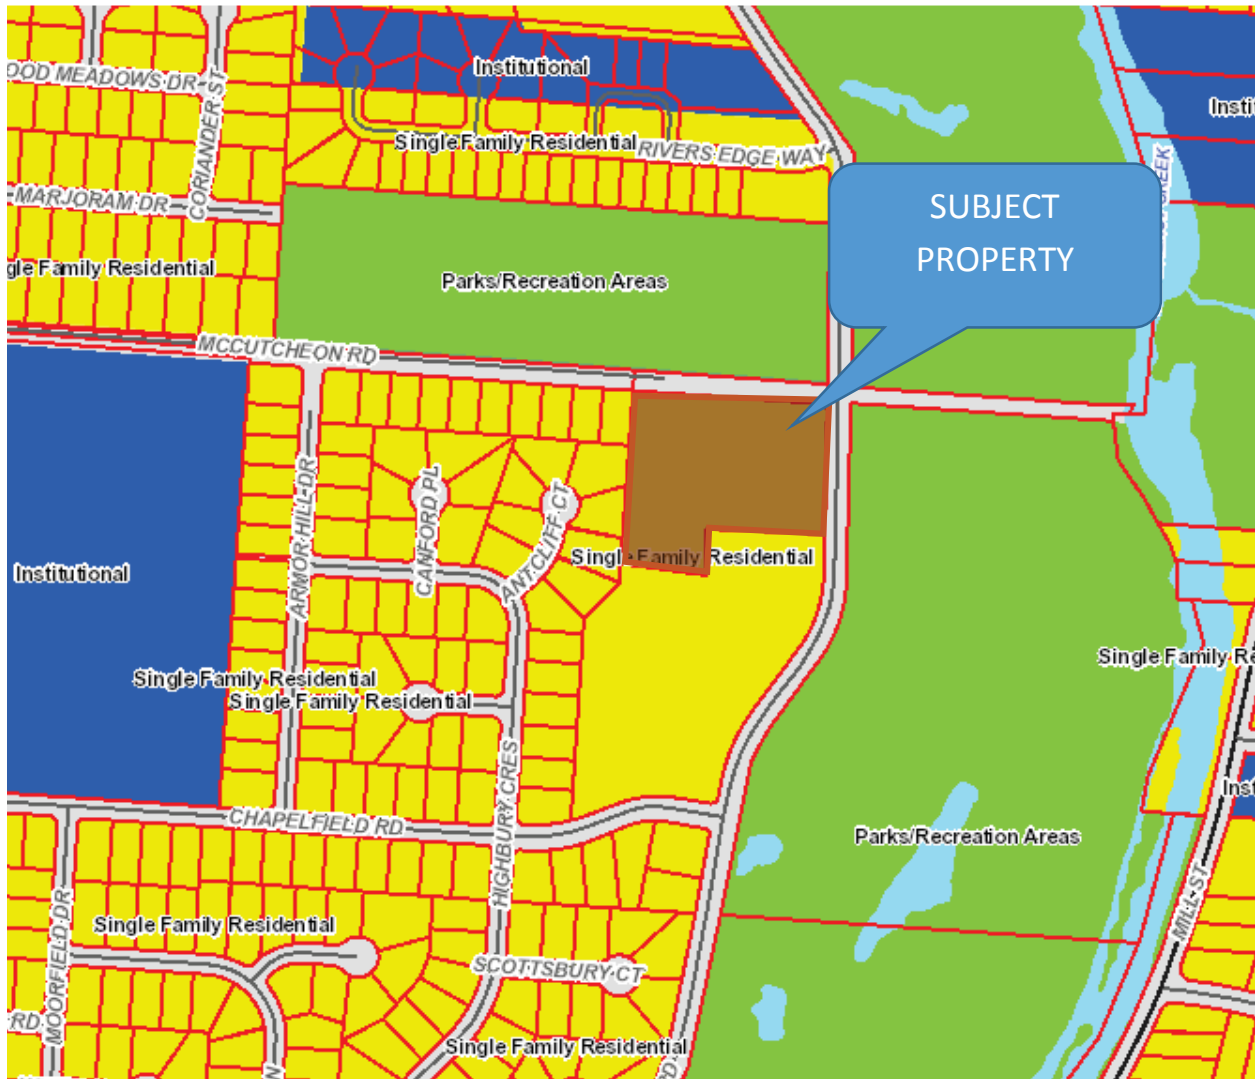 Institutional
OOD MEADOWS DR
CORIANDER ST
Instit
Single Family Residential
RIVERS EDGE WAY
CREEK
MARJORAM DR
SUBJECT
PROPERTY
gle Family Residential
Parks/Recreation Areas
MCCUTCHEON RD
ARMOR HILL DR
CANFORD PL
ANTCLIFF CT
Single Family Residential
Institutional
Single Family Residential
Single Family Residential
Single Family Re
HIGHBURY CRES
CHAPELFIELD RD
Inst
Parks/Recreation Areas
MILL ST
MOORFIELD DR
Single Family Residential
SCOTTSBURY CT
RD
Single Family Residential
RD
N